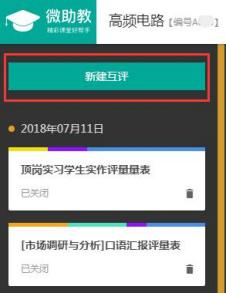 微助教
精彩课堂好帮手
高频电路 [编号A
新建互评
2018年07月11日
顶岗实习学生实作评量量表
已关闭
[市场调研与分析]口语汇报评量表
已关闭